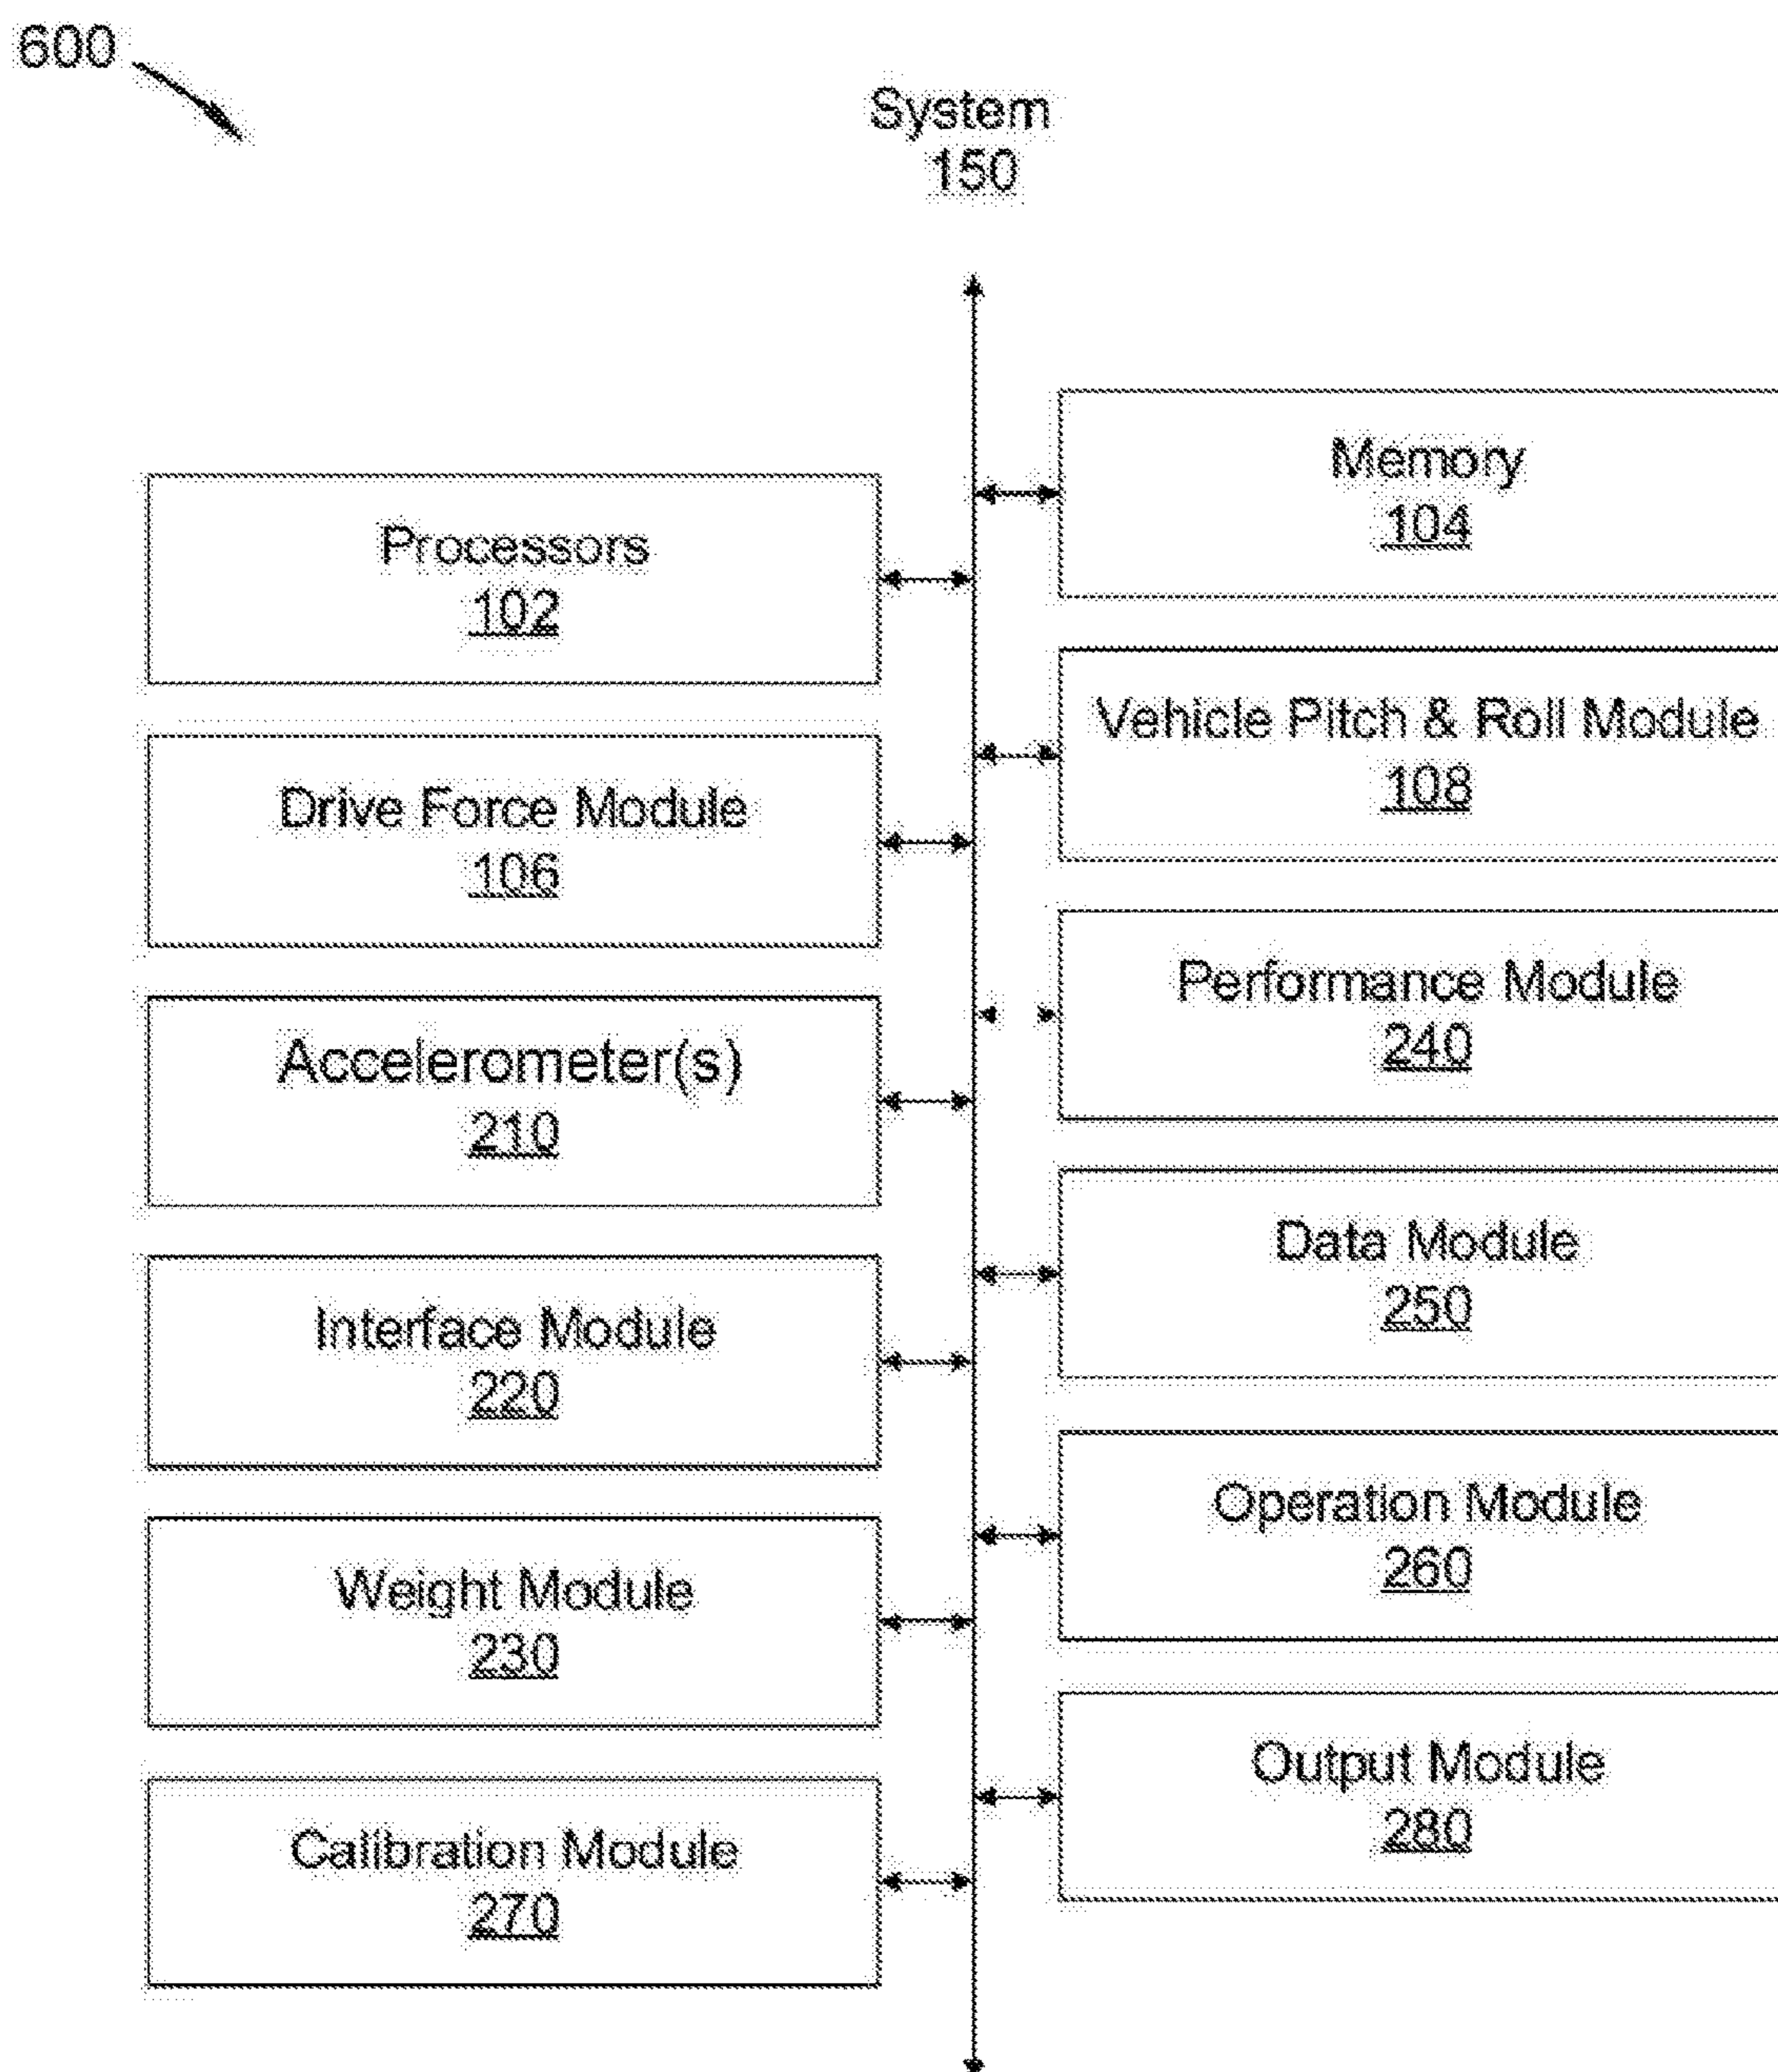 600
System
150
Processors
102
Drive Force Module
106
Accelerometer(s)
210
Interface Module
220
Weight Module
230
Calibration Module
270
Memory
104
Vehicle Pitch & Roll Module
108
Performance Module
240
Data Module
250
Operation Module
260
Output Module
280